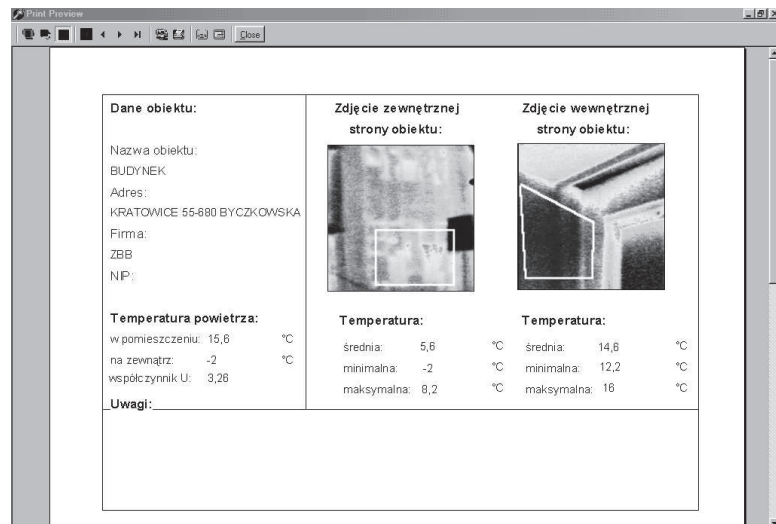 Print Preview
Close
Dane obiektu:
Nazwa obiektu:
BUDYNEK
Adres:
KRATOWICE 55-680 BYCZKOWSKA
Firma:
ZBB
NIP:
Temperatura powietrza:
w pomieszczeniu: 15,6 °C
na zewnątrz: -2 °C
współczynnik U: 3,26
Uwagi:
Zdjęcie zewnętrznej
strony obiektu:
Temperatura:
średnia: 5,6 °C
minimalna: -2 °C
maksymalna: 8,2 °C
Zdjęcie wewnętrznej
strony obiektu:
Temperatura:
średnia: 14,6 °C
minimalna: 12,2 °C
maksymalna: 16 °C